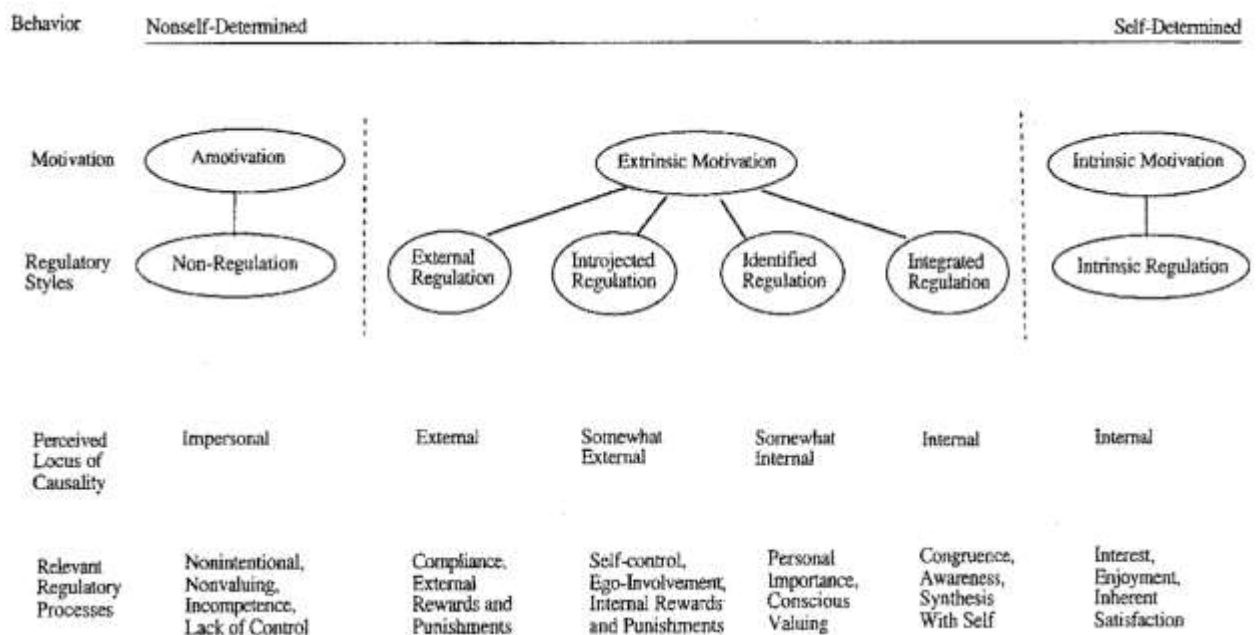 Behavior Nonself-Determined Self-Determined
Motivation Amotivation Extrinsic Motivation Intrinsic Motivation
Regulatory
Styles
Non-Regulation
External
Regulation
Introjected
Regulation
Identified
Regulation
Integrated
Regulation
Intrinsic Regulation
Perceived
Locus of
Causality
Impersonal
External
Somewhat
External
Somewhat
Internal
Internal
Internal
Relevant
Regulatory
Processes
Nonintentional,
Nonvaluing,
Incompetence,
Lack of Control
Compliance,
External
Rewards and
Punishments
Self-control,
Ego-Involvement,
Internal Rewards
and Punishments
Personal
Importance,
Conscious
Valuing
Congruence,
Awareness,
Synthesis
With Self
Interest,
Enjoyment,
Inherent
Satisfaction